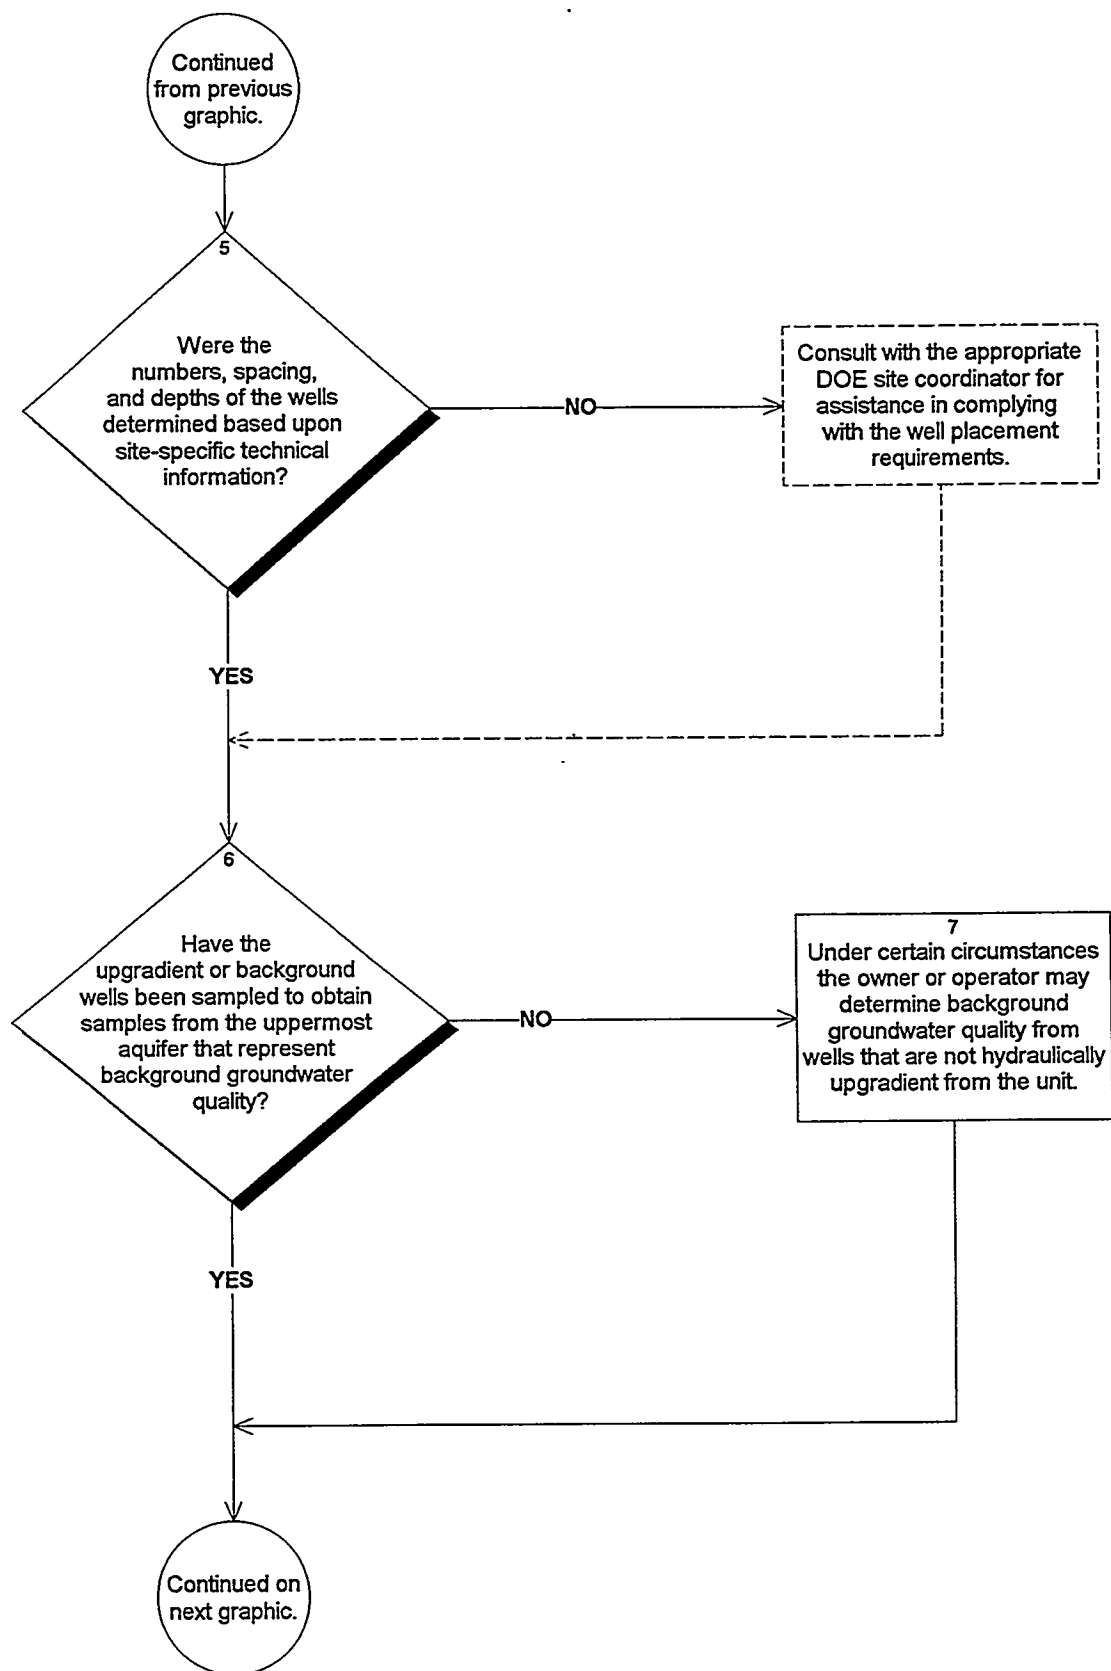 Continued
from previous
graphic.
5
Were the
numbers, spacing,
and depths of the wells
determined based upon
site-specific technical
information?
NO
Consult with the appropriate
DOE site coordinator for
assistance in complying
with the well placement
requirements.
YES
6
Have the
upgradient or background
wells been sampled to obtain
samples from the uppermost
aquifer that represent
background groundwater
quality?
NO
7
Under certain circumstances
the owner or operator may
determine background
groundwater quality from
wells that are not hydraulically
upgradient from the unit.
YES
Continued on
next graphic.